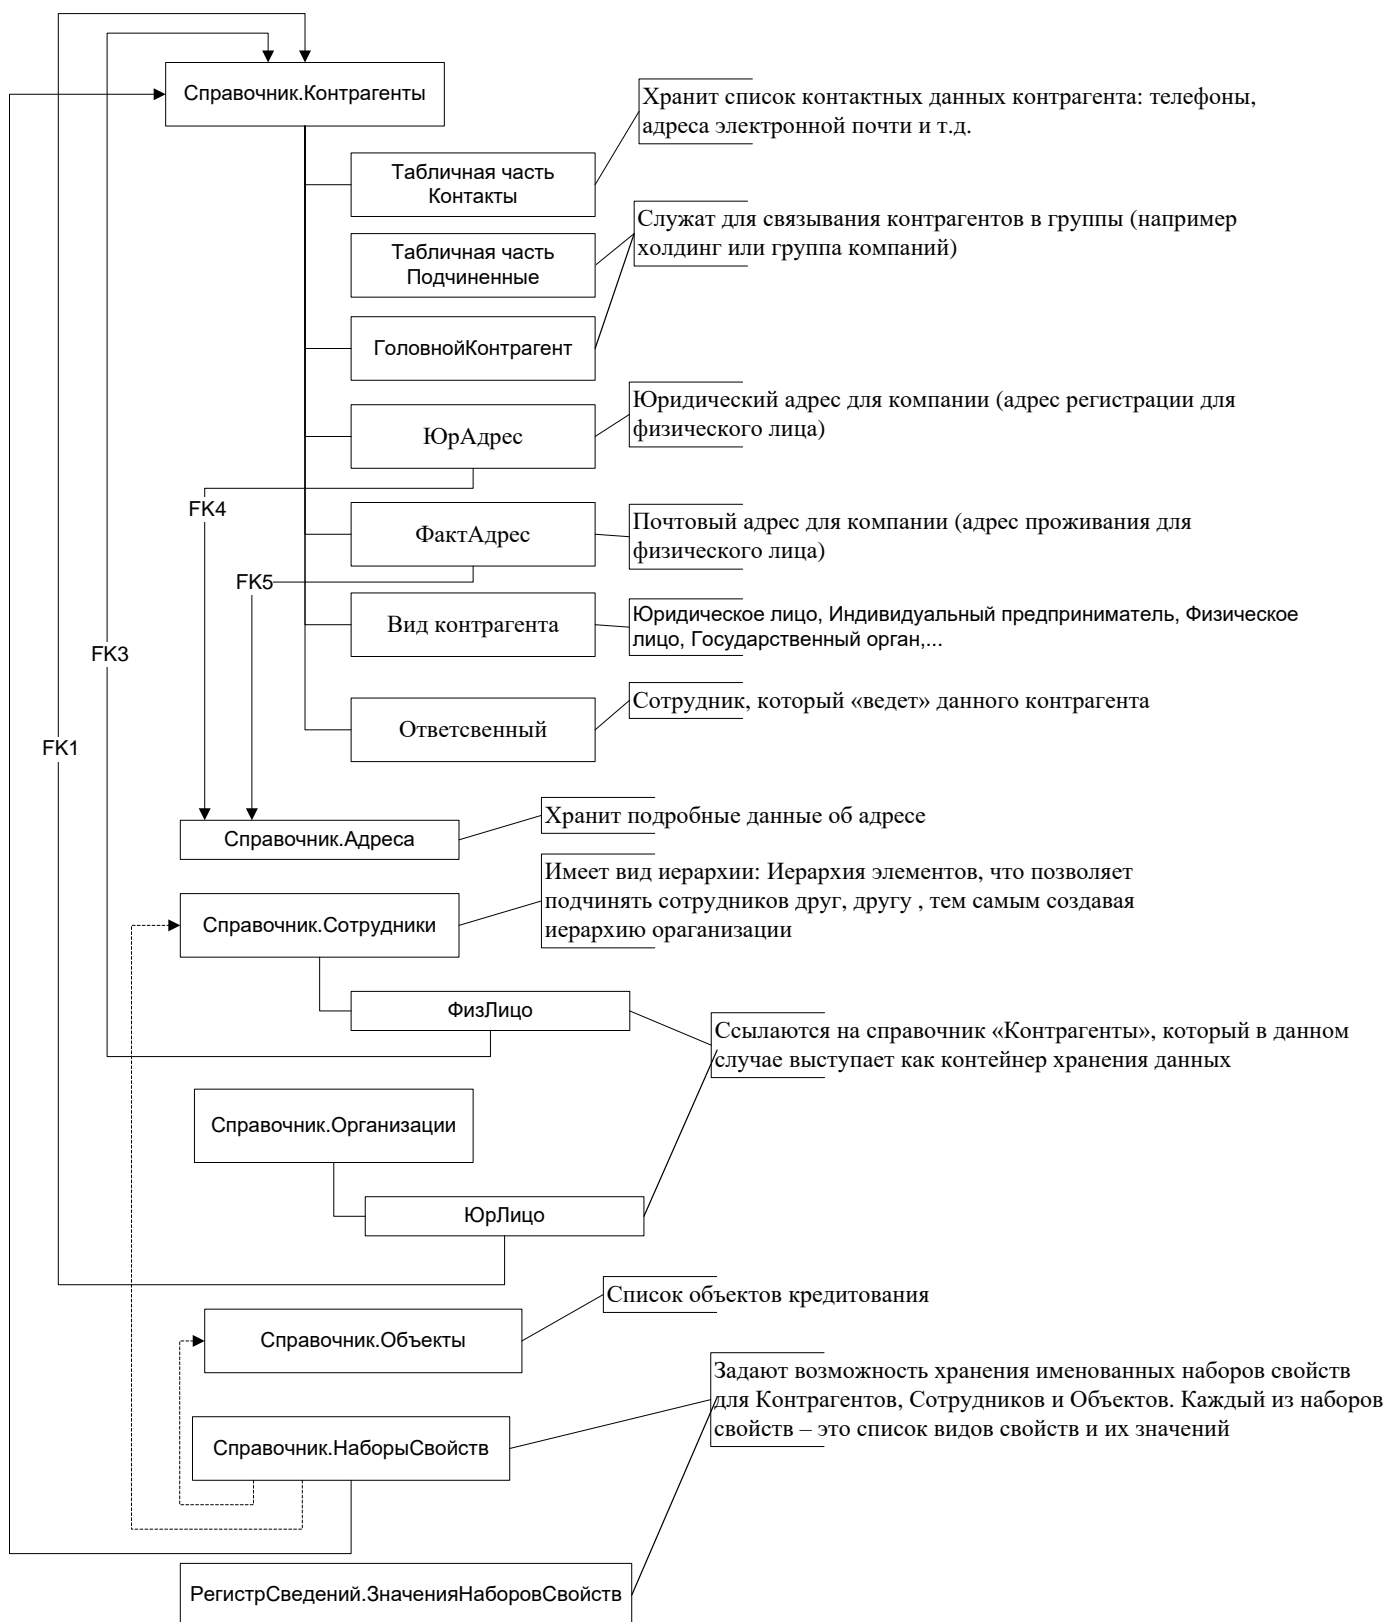 Справочник.Контрагенты
Хранит список контактных данных контрагента: телефоны,
адреса электронной почти и т.д.
Табличная часть
Контакты
Служат для связывания контрагентов в группы (например
холдинг или группа компаний)
Табличная часть
Подчиненные
ГоловнойКонтрагент
Юридический адрес для компании (адрес регистрации для
физического лица)
ЮрАдрес
FK4
Почтовый адрес для компании (адрес проживания для
физического лица)
ФактАдрес
FK5
Вид контрагента
Юридическое лицо, Индивидуальный предприниматель, Физическое
лицо, Государственный орган,...
FK3
Сотрудник, который «ведет» данного контрагента
Ответсвенный
FK1
Хранит подробные данные об адресе
Справочник.Адреса
Имеет вид иерархии: Иерархия элементов, что позволяет
подчинять сотрудников друг, другу , тем самым создавая
иерархию ораганизации
Справочник.Сотрудники
ФизЛицо
Ссылаются на справочник «Контрагенты», который в данном
случае выступает как контейнер хранения данных
Справочник.Организации
ЮрЛицо
Список объектов кредитования
Справочник.Объекты
Задают возможность хранения именованных наборов свойств
для Контрагентов, Сотрудников и Объектов. Каждый из наборов
свойств – это список видов свойств и их значений
Справочник.НаборыСвойств
РегистрСведений.ЗначенияНаборовСвойств